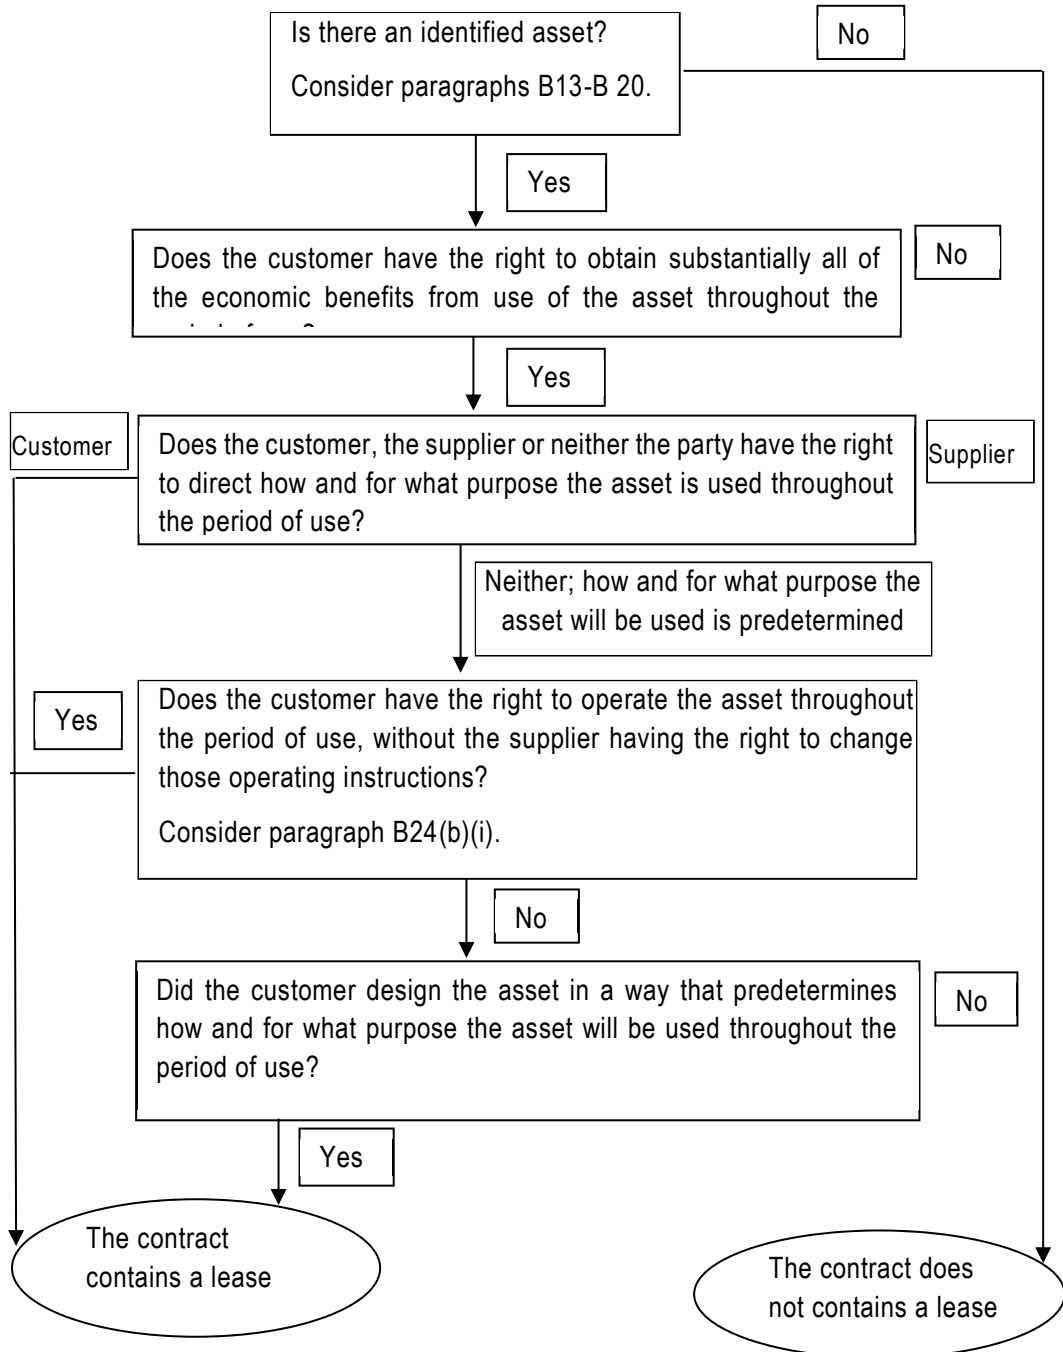 Is there an identified asset?
No
Consider paragraphs B13-B 20.
Yes
Does the customer have the right to obtain substantially all of
No
the economic benefits from use of the asset throughout the
Yes
Customer
Does the customer, the supplier or neither the party have the right
Supplier
to direct how and for what purpose the asset is used throughout
the period of use?
Neither; how and for what purpose the
asset will be used is predetermined
Does the customer have the right to operate the asset throughout
Yes
the period of use, without the supplier having the right to change
those operating instructions?
Consider paragraph B24(b)(i).
No
Did the customer design the asset in a way that predetermines
No
how and for what purpose the asset will be used throughout the
period of use?
Yes
The contract
contains a lease
The contract does
not contains a lease